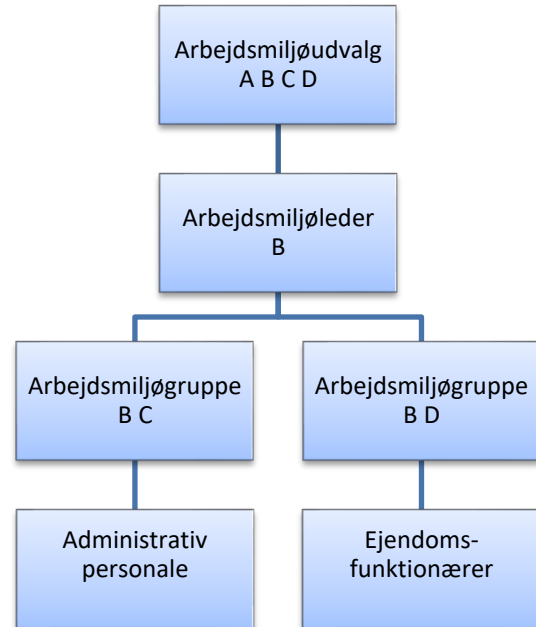 Arbejdsmiljøudvalg
A B C D
Arbejdsmiljøleder
B
Arbejdsmiljøgruppe
B C
Arbejdsmiljøgruppe
B D
Administrativ
personale
Ejendoms-
funktionærer